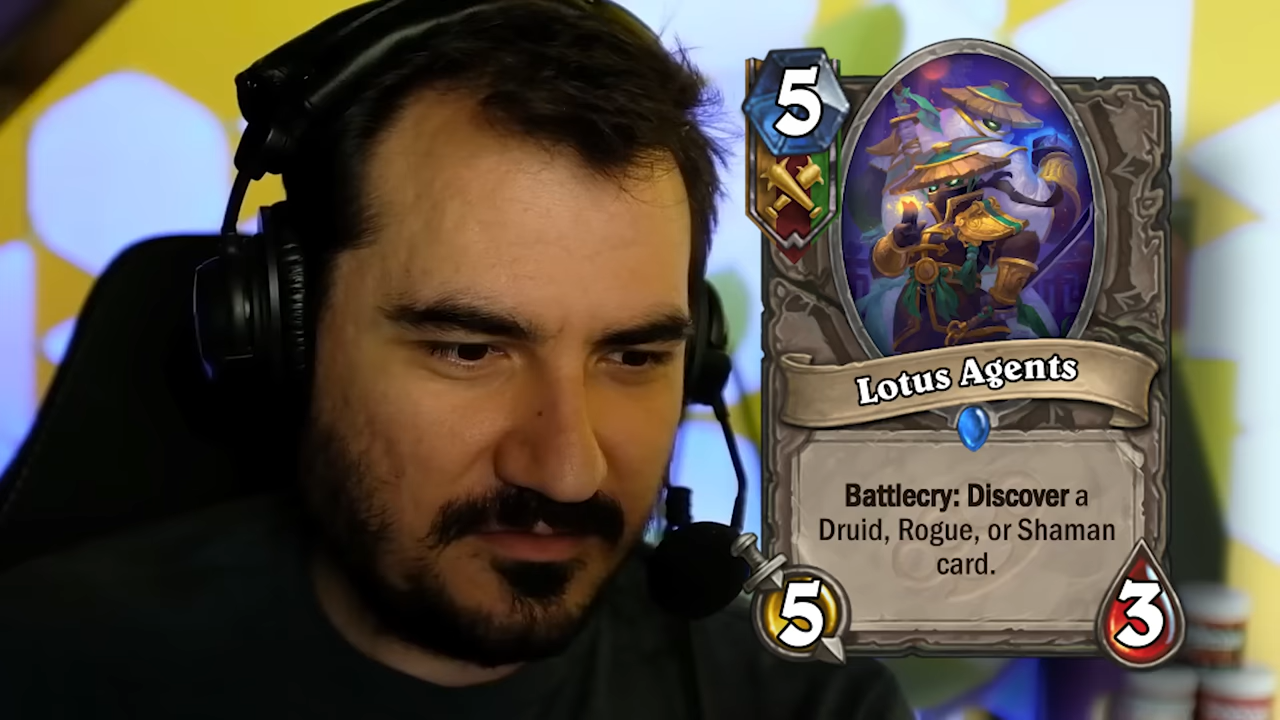 5
Lotus Agents
Battlecry: Discover a
Druid, Rogue, or Shaman
card.
5
3